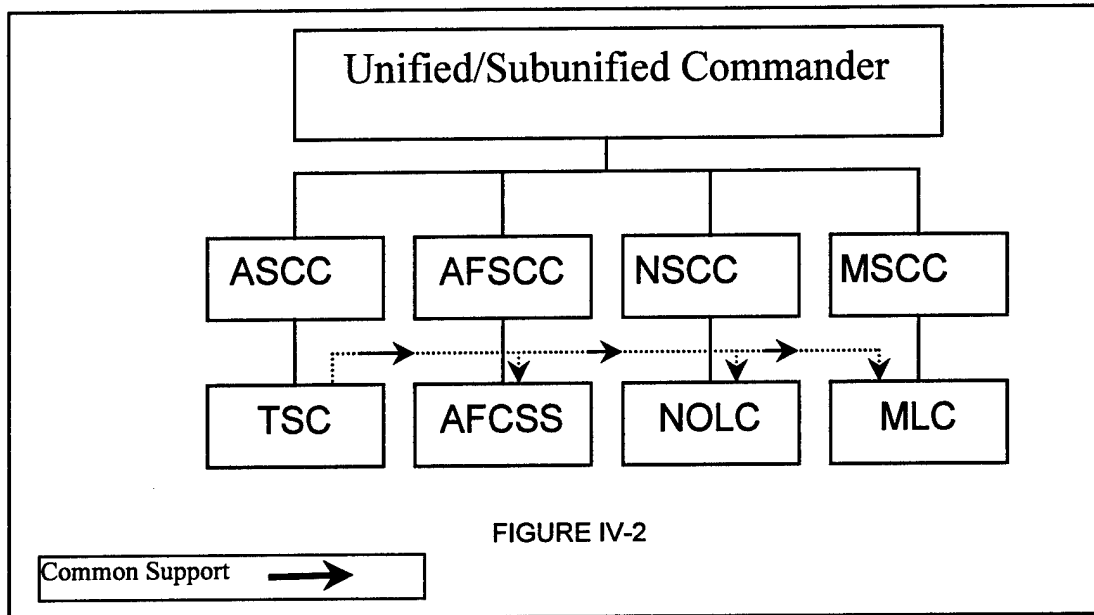 Unified/Subunified Commander
ASCC AFSCC NSCC MSCC
TSC AFCSS NOLC MLC
FIGURE IV-2
Common Support